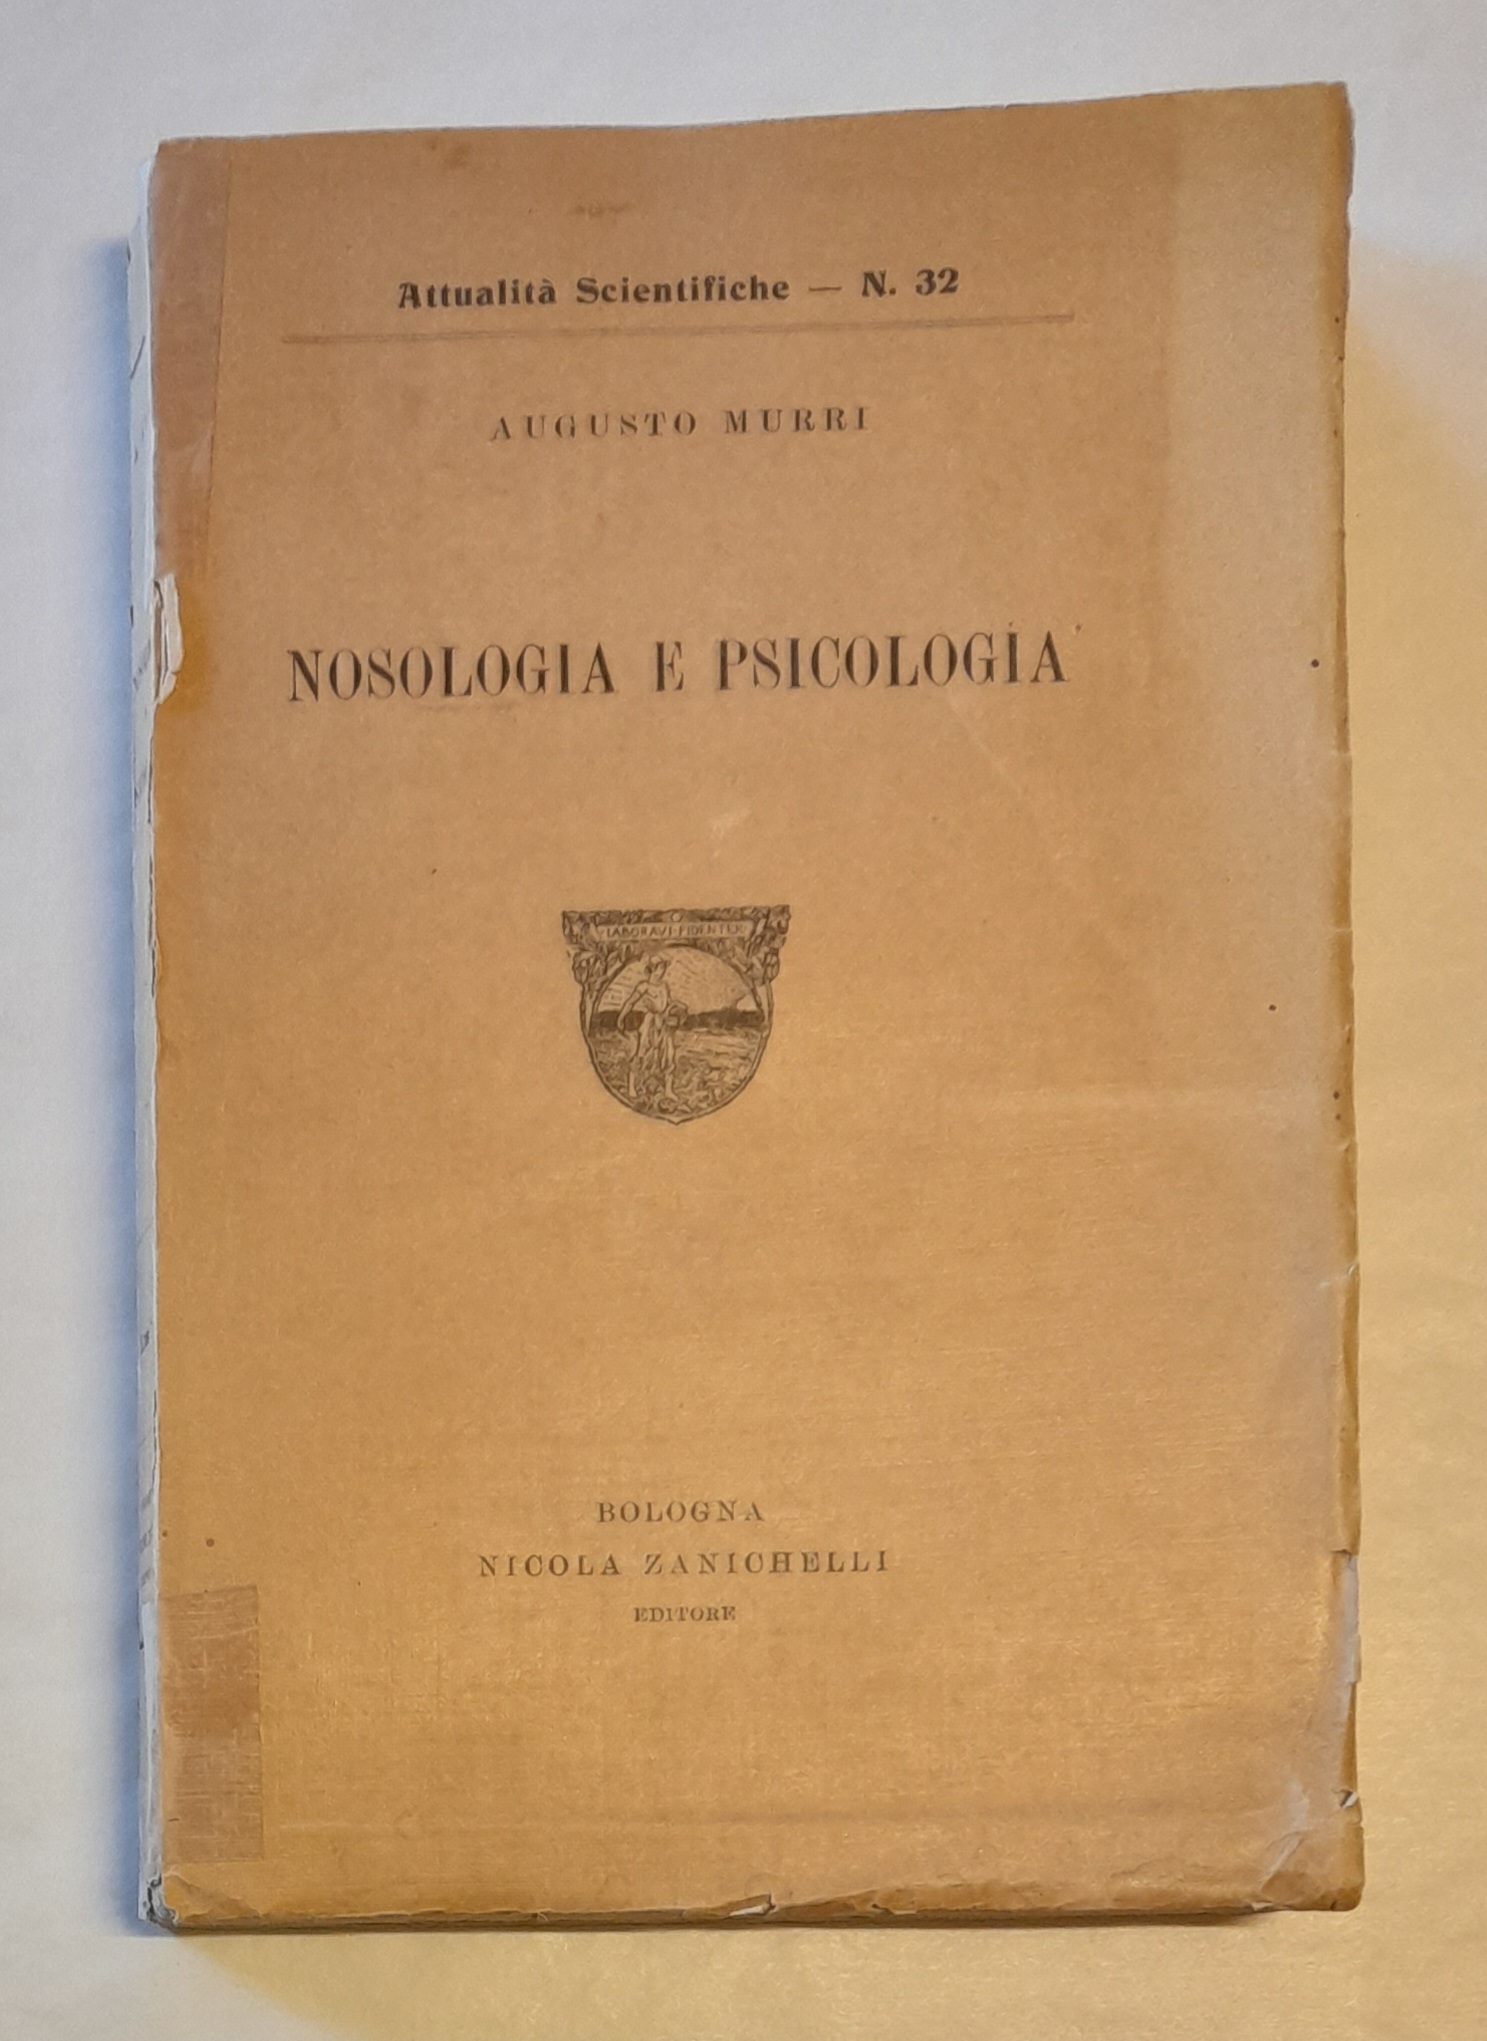 Attualità Scientifiche — N. 32
AUGUSTO MURRI
NOSOLOGIA E PSICOLOGIA
LABORAVI FIDENTER
BOLOGNA
NICOLA ZANICHELLI
EDITORE